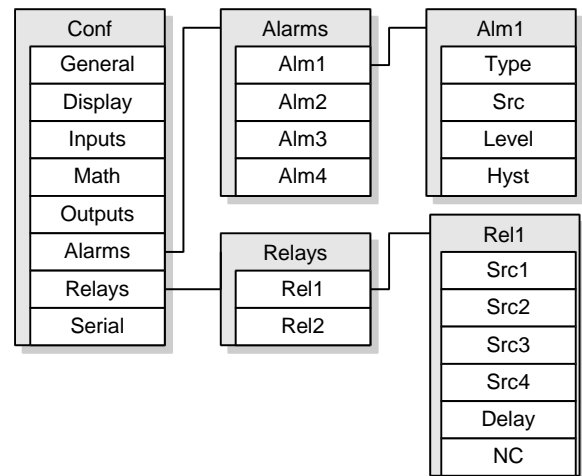 Conf
General
Display
Inputs
Math
Outputs
Alarms
Relays
Serial
Alarms
Alm1
Alm2
Alm3
Alm4
Alm1
Type
Src
Level
Hyst
Relays
Rel1
Rel2
Rel1
Src1
Src2
Src3
Src4
Delay
NC